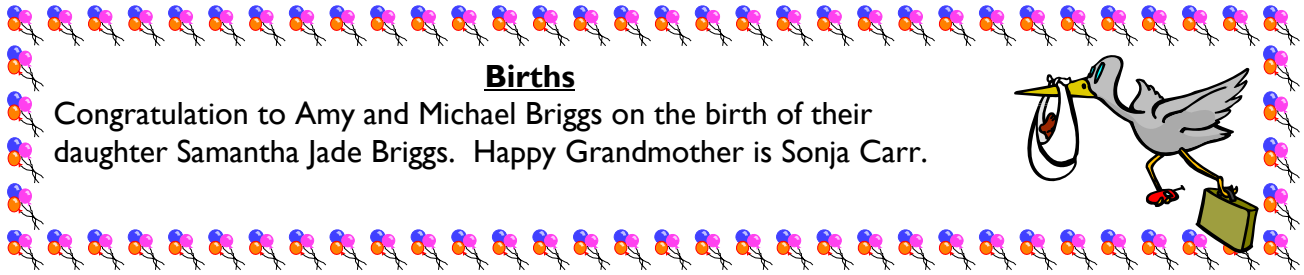 Births
Congratulation to Amy and Michael Briggs on the birth of their
daughter Samantha Jade Briggs.  Happy Grandmother is Sonja Carr.